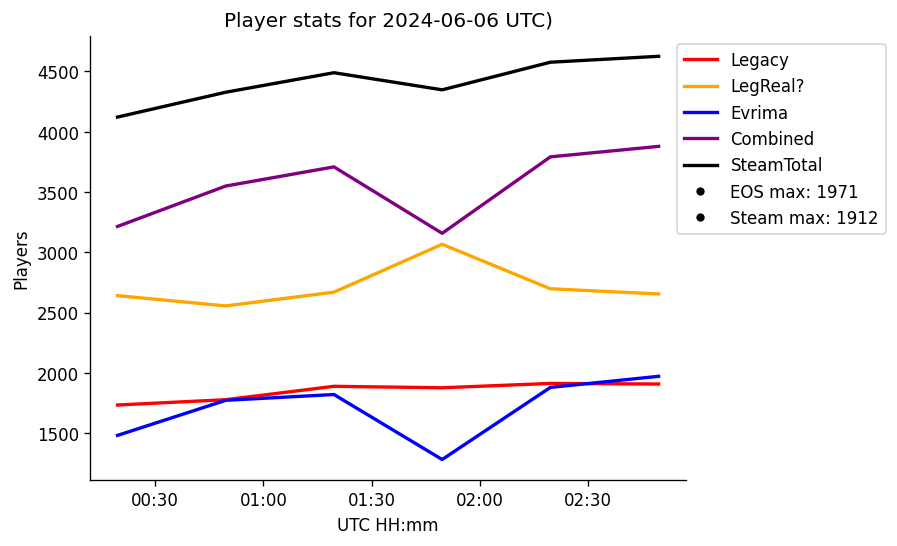 Player stats for 2024-06-06 UTC)
Legacy
LegReal?
Evrima
Combined
SteamTotal
EOS max: 1971
Steam max: 1912
Players
4500
4000
3500
3000
2500
2000
1500
00:30 01:00 01:30 02:00 02:30
UTC HH:mm